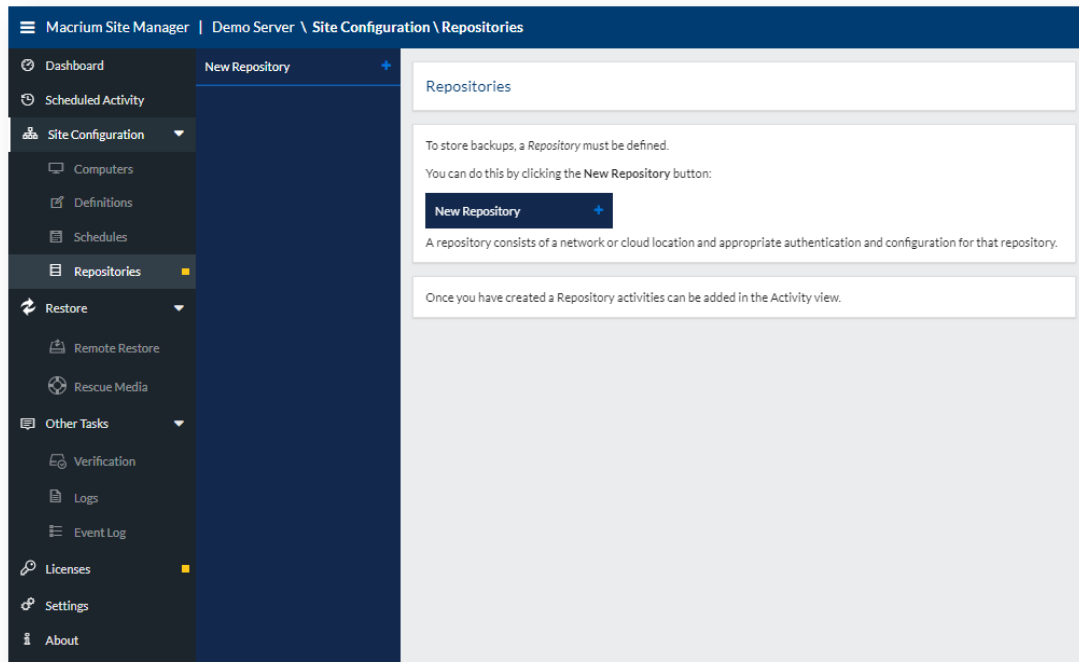 Macrium Site Manager | Demo Server \ Site Configuration \ Repositories
Dashboard
Scheduled Activity
Site Configuration
Computers
Definitions
Schedules
Repositories
Restore
Remote Restore
Rescue Media
Other Tasks
Verification
Logs
Event Log
Licenses
Settings
About
New Repository +
Repositories
To store backups, a Repository must be defined.
You can do this by clicking the New Repository button:
New Repository +
A repository consists of a network or cloud location and appropriate authentication and configuration for that repository.
Once you have created a Repository activities can be added in the Activity view.